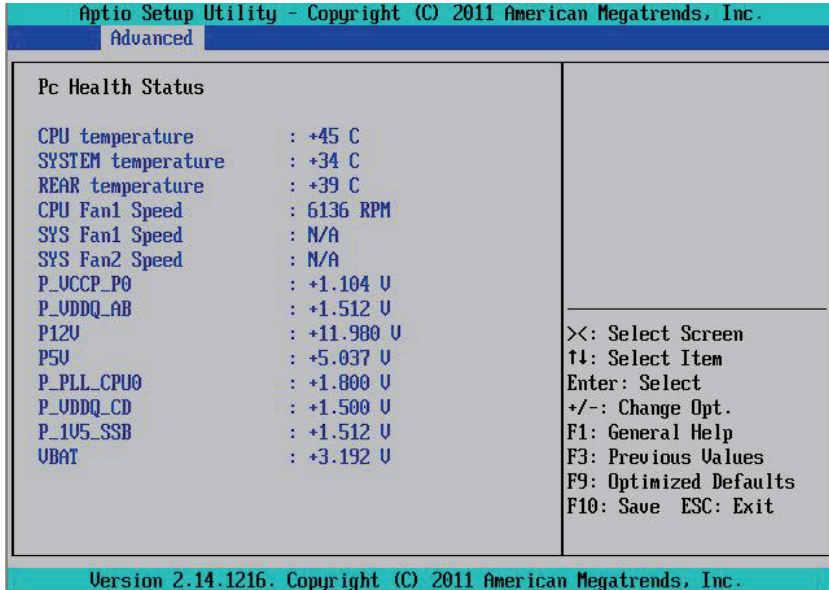 Aptio Setup Utility - Copyright (C) 2011 American Megatrends, Inc.
Advanced
Pc Health Status
CPU temperature : +45 C
SYSTEM temperature : +34 C
REAR temperature : +39 C
CPU Fan1 Speed : 6136 RPM
SYS Fan1 Speed : N/A
SYS Fan2 Speed : N/A
P_VCCP_P0 : +1.104 V
P_VDDQ_AB : +1.512 V
P12V : +11.980 V
P5V : +5.037 V
P_PLL_CPU0 : +1.800 V
P_VDDQ_CD : +1.500 V
P_1V5_SSB : +1.512 V
VBAT : +3.192 V
><: Select Screen
↑↓: Select Item
Enter: Select
+/-: Change Opt.
F1: General Help
F3: Previous Values
F9: Optimized Defaults
F10: Save ESC: Exit
Version 2.14.1216. Copyright (C) 2011 American Megatrends, Inc.